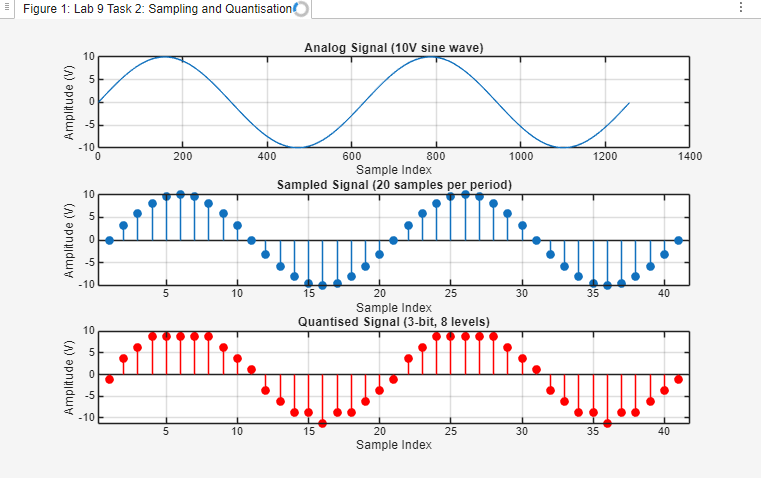 Figure 1: Lab 9 Task 2: Sampling and Quantisation
Analog Signal (10V sine wave)
Amplitude (V)
10
5
0
-5
-10
0 200 400 600 800 1000 1200 1400
Sample Index
Sampled Signal (20 samples per period)
Amplitude (V)
10
5
0
-5
-10
5 10 15 20 25 30 35 40
Sample Index
Quantised Signal (3-bit, 8 levels)
Amplitude (V)
10
5
0
-5
-10
5 10 15 20 25 30 35 40
Sample Index